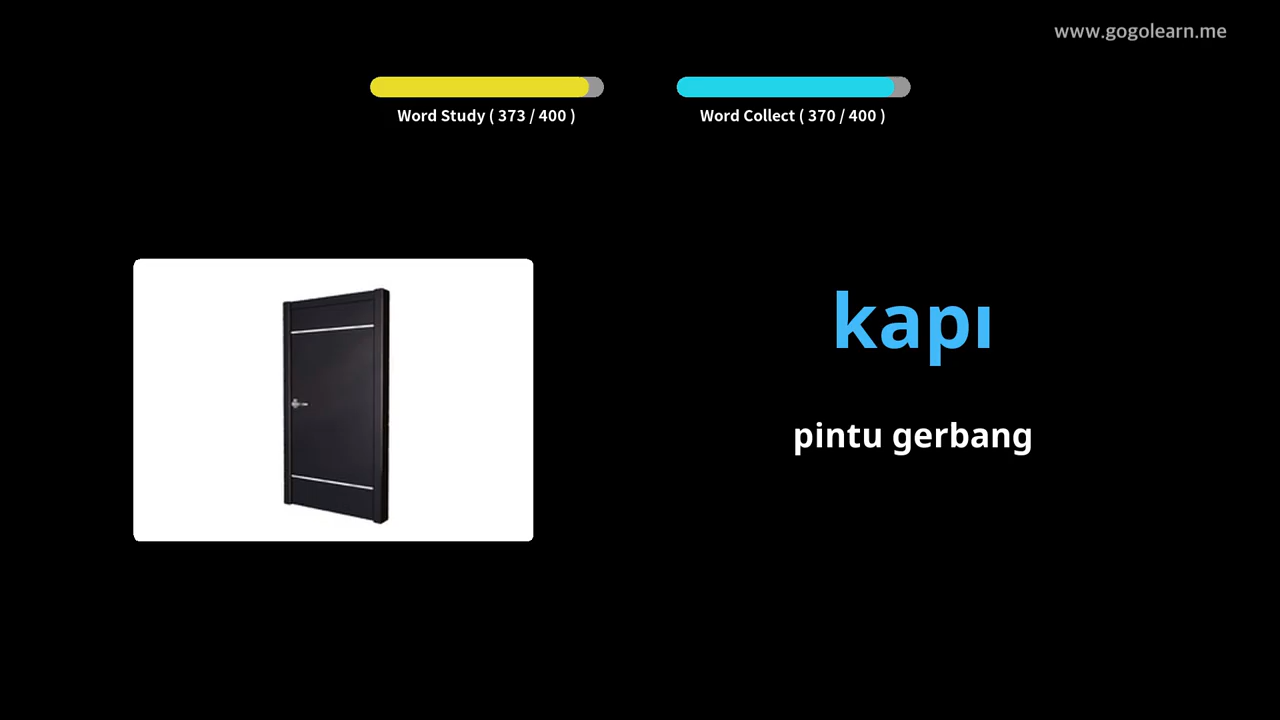 www.gogolearn.me
Word Study ( 373 / 400 )
Word Collect ( 370 / 400 )
kapı
pintu gerbang